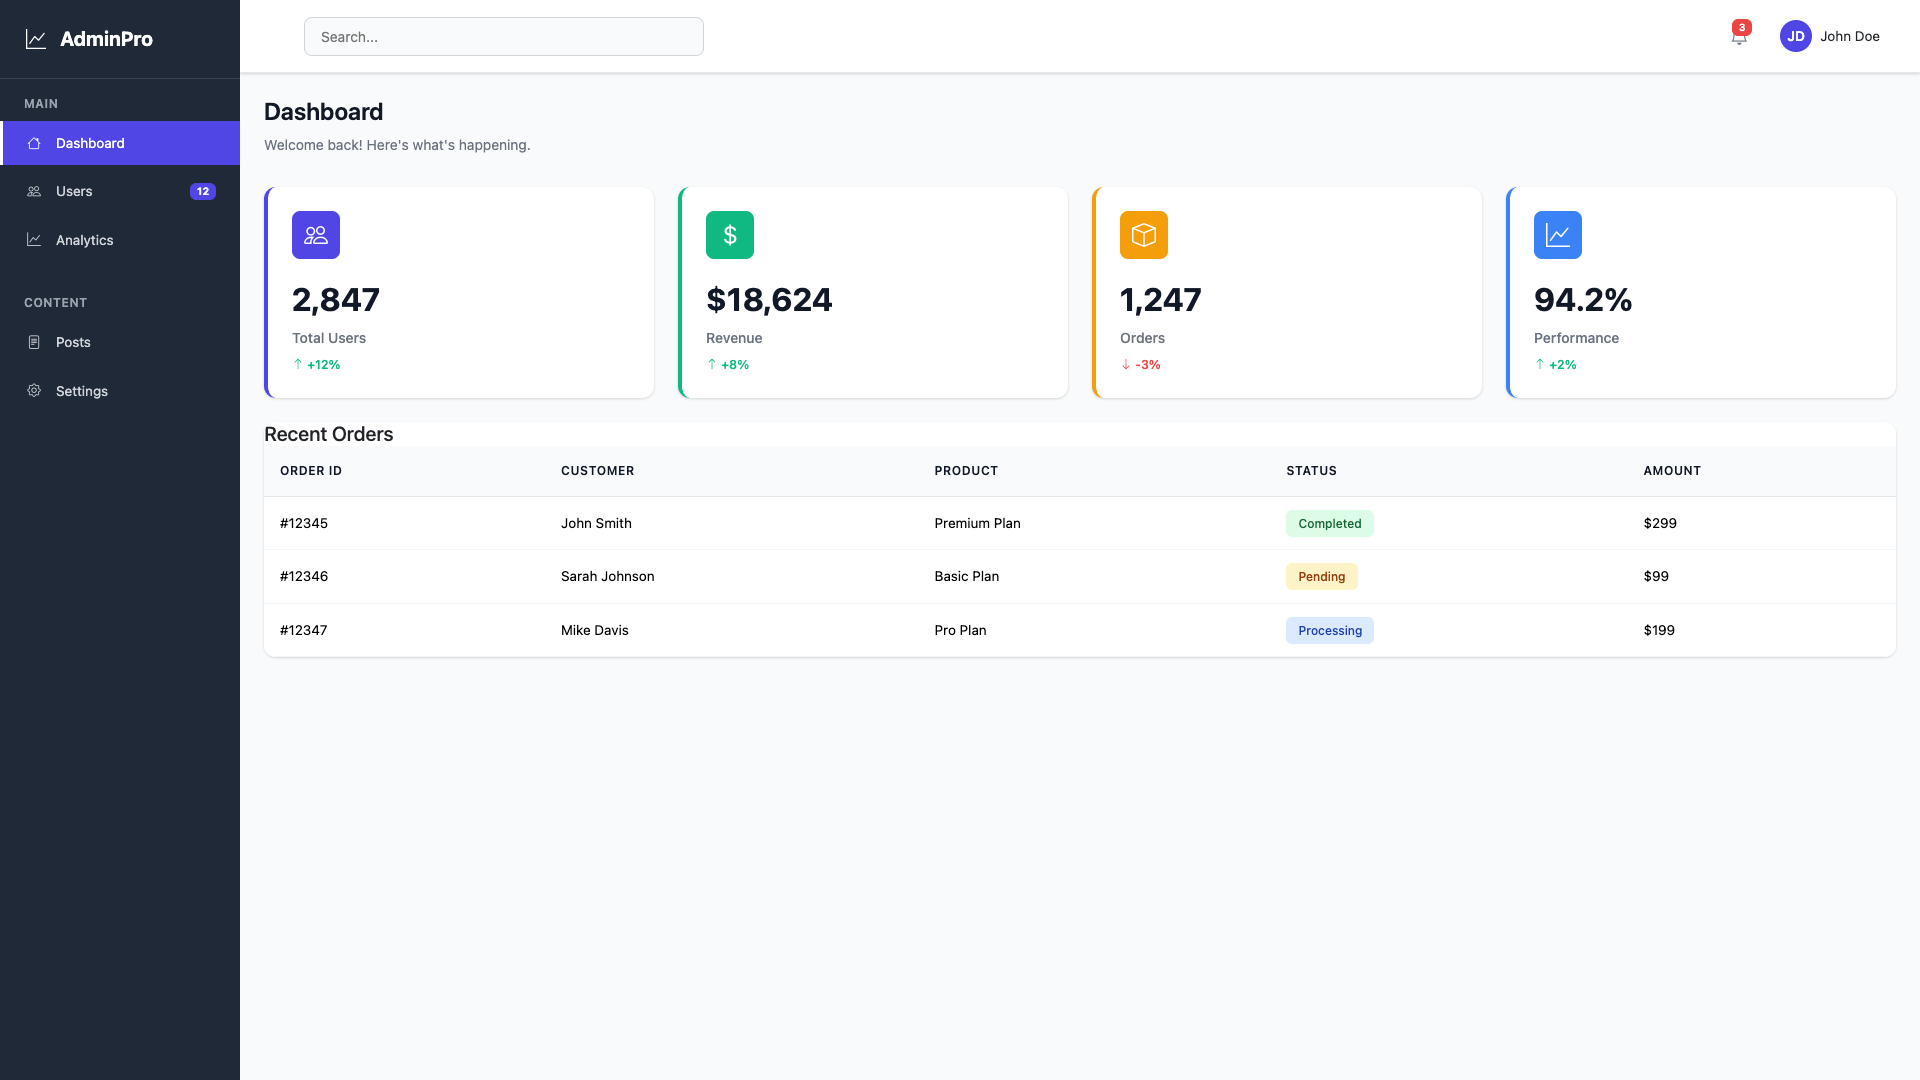 AdminPro
MAIN
Dashboard
Users 12
Analytics
CONTENT
Posts
Settings
Search...
3
JD John Doe
Dashboard
Welcome back! Here's what's happening.
2,847
Total Users
↑ +12%
$
$18,624
Revenue
↑ +8%
1,247
Orders
↓ -3%
94.2%
Performance
↑ +2%
Recent Orders
ORDER ID CUSTOMER PRODUCT STATUS AMOUNT
#12345 John Smith Premium Plan Completed $299
#12346 Sarah Johnson Basic Plan Pending $99
#12347 Mike Davis Pro Plan Processing $199